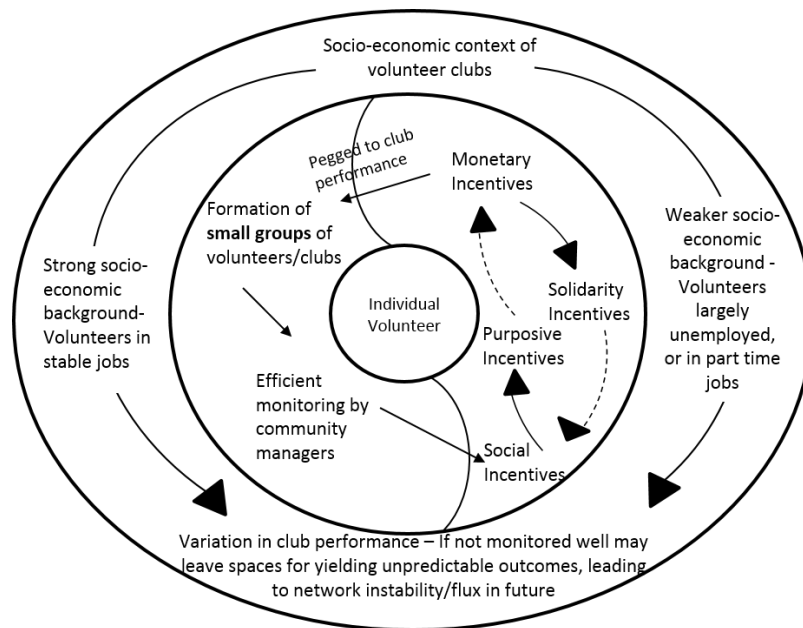 Socio-economic context of
volunteer clubs
Pegged to club
performance
Monetary
Incentives
Formation of
small groups of
volunteers/clubs
Strong socio-
economic
background-
Volunteers in
stable jobs
Weaker socio-
economic
background -
Volunteers
largely
unemployed,
or in part time
jobs
Individual
Volunteer
Solidarity
Incentives
Purposive
Incentives
Efficient
monitoring by
community
managers
Social
Incentives
Variation in club performance – If not monitored well may
leave spaces for yielding unpredictable outcomes, leading
to network instability/flux in future